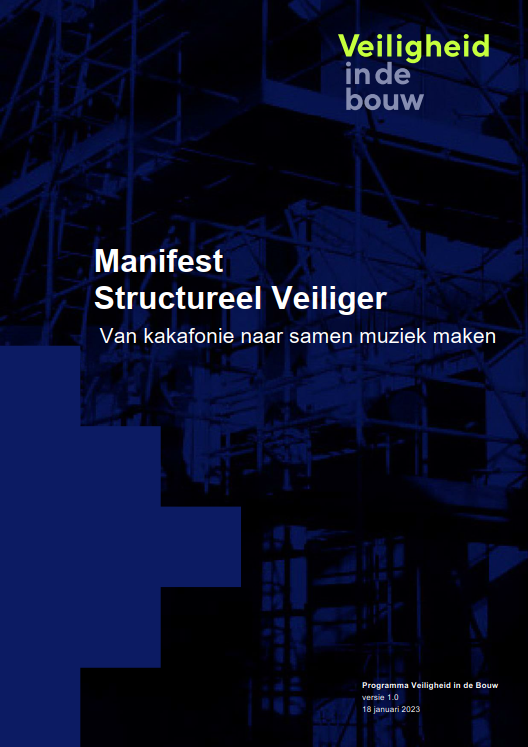 Veiligheid
in de
bouw
Manifest
Structureel Veiliger
Van kakafonie naar samen muziek maken
Programma Veiligheid in de Bouw
versie 1.0
18 januari 2023